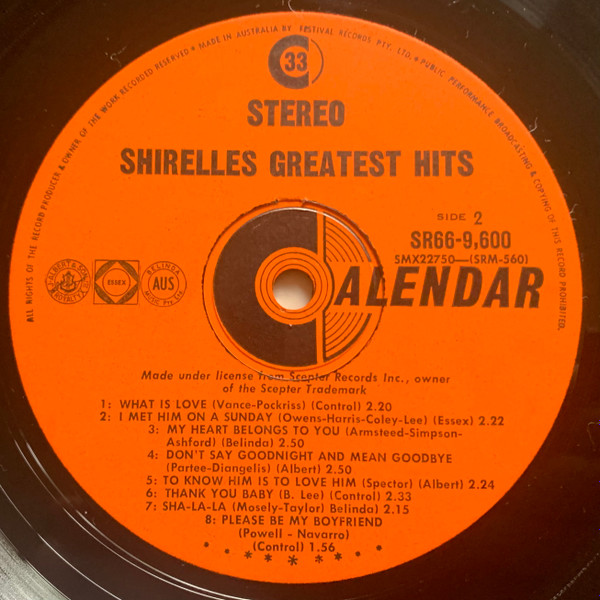 ALL RIGHTS OF THE RECORD PRODUCER & OWNER OF THE WORK RECORDED RESERVED ★ MADE IN AUSTRALIA BY FESTIVAL RECORDS PTY. LTD. ★ PUBLIC PERFORMANCE BROADCASTING & COPYING OF THIS RECORD PROHIBITED.
33
STEREO
SHIRELLES GREATEST HITS
SIDE 2
SR66-9,600
SMX22750—(SRM-560)
J. ALBERT & SON
ESSEX
BELINDA
AUS
MUSIC PTY. LTD.
CALENDAR
Made under license from Scepter Records Inc., owner
of the Scepter Trademark
1: WHAT IS LOVE (Vance-Pockriss) (Control) 2.20
2: I MET HIM ON A SUNDAY (Owens-Harris-Coley-Lee) (Essex) 2.22
3: MY HEART BELONGS TO YOU (Armsteed-Simpson-
Ashford) (Belinda) 2.50
4: DON'T SAY GOODNIGHT AND MEAN GOODBYE
(Partee-Diangelis) (Albert) 2.50
5: TO KNOW HIM IS TO LOVE HIM (Spector) (Albert) 2.24
6: THANK YOU BABY (B. Lee) (Control) 2.33
7: SHA-LA-LA (Mosely-Taylor) Belinda) 2.15
8: PLEASE BE MY BOYFRIEND
(Powell - Navarro)
(Control) 1.56